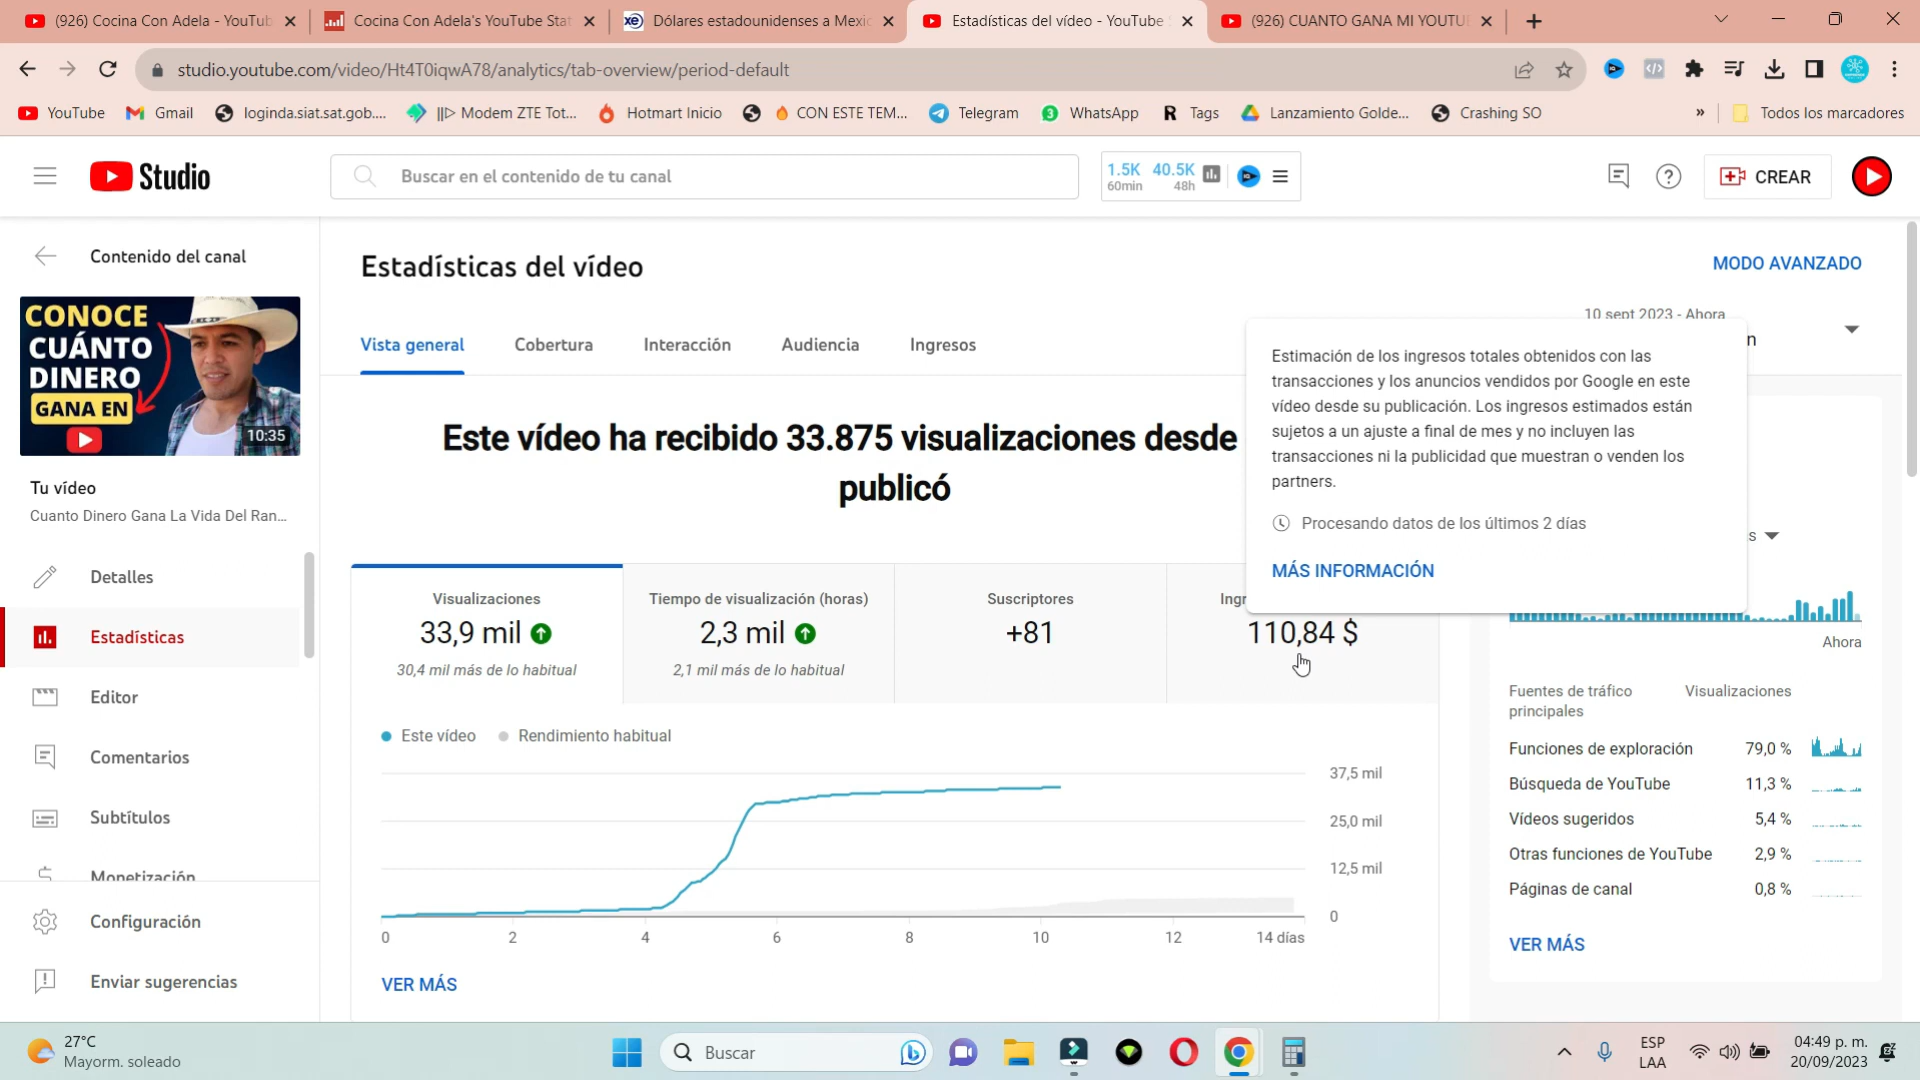 (926) Cocina Con Adela - YouTub
Cocina Con Adela's YouTube Stat
xe Dólares estadounidenses a Mexic
Estadísticas del vídeo - YouTube S
(926) CUANTO GANA MI YOUTU
studio.youtube.com/video/Ht4T0iqwA78/analytics/tab-overview/period-default
YouTube
Gmail
loginda.siat.sat.gob....
||▷ Modem ZTE Tot...
Hotmart Inicio
CON ESTE TEM...
Telegram
3 WhatsApp
R Tags
Lanzamiento Golde...
Crashing SO
»
Todos los marcadores
Studio
Buscar en el contenido de tu canal
1.5K 40.5K
60min 48h
CREAR
Contenido del canal
CONOCE
CUÁNTO
DINERO
GANA EN
10:35
Tu vídeo
Cuanto Dinero Gana La Vida Del Ran...
Detalles
Estadísticas
Editor
Comentarios
Subtítulos
Monetización
Configuración
Enviar sugerencias
Estadísticas del vídeo
MODO AVANZADO
Vista general
Cobertura
Interacción
Audiencia
Ingresos
10 sept 2023 - Ahora
n
Este vídeo ha recibido 33.875 visualizaciones desde
publicó
Estimación de los ingresos totales obtenidos con las
transacciones y los anuncios vendidos por Google en este
vídeo desde su publicación. Los ingresos estimados están
sujetos a un ajuste a final de mes y no incluyen las
transacciones ni la publicidad que muestran o venden los
partners.
Procesando datos de los últimos 2 días
MÁS INFORMACIÓN
s
Visualizaciones
33,9 mil
30,4 mil más de lo habitual
Tiempo de visualización (horas)
2,3 mil
2,1 mil más de lo habitual
Suscriptores
+81
Ingr
110,84 $
Este vídeo
Rendimiento habitual
37,5 mil
25,0 mil
12,5 mil
0
0 2 4 6 8 10 12 14 días
VER MÁS
Ahora
Fuentes de tráfico
principales
Visualizaciones
Funciones de exploración 79,0 %
Búsqueda de YouTube 11,3 %
Vídeos sugeridos 5,4 %
Otras funciones de YouTube 2,9 %
Páginas de canal 0,8 %
VER MÁS
27°C
Mayorm. soleado
Buscar
ESP
LAA
04:49 p. m.
20/09/2023